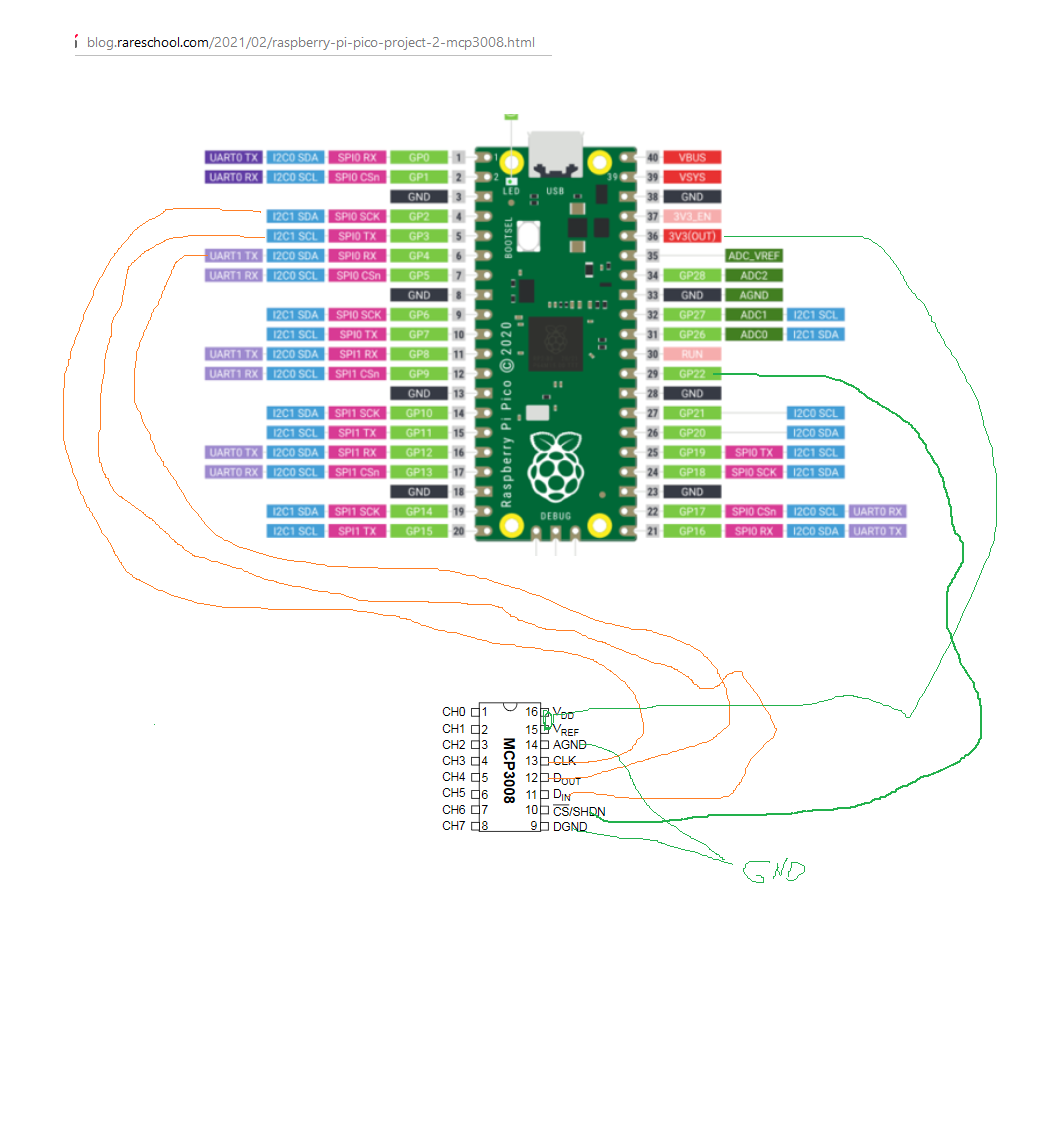 blog.rareschool.com/2021/02/raspberry-pi-pico-project-2-mcp3008.html
UART0 TX I2C0 SDA SPI0 RX GP0 1 1 40 VBUS
UART0 RX I2C0 SCL SPI0 CSn GP1 2 2 39 39 VSYS
LED USB
GND 3 38 GND
I2C1 SDA SPI0 SCK GP2 4 37 3V3_EN
I2C1 SCL SPI0 TX GP3 5 BOOTSEL 36 3V3(OUT)
UART1 TX I2C0 SDA SPI0 RX GP4 6 35 ADC_VREF
UART1 RX I2C0 SCL SPI0 CSn GP5 7 34 GP28 ADC2
GND 8 33 GND AGND
I2C1 SDA SPI0 SCK GP6 9 32 GP27 ADC1 I2C1 SCL
I2C1 SCL SPI0 TX GP7 10 31 GP26 ADC0 I2C1 SDA
UART1 TX I2C0 SDA SPI1 RX GP8 11 30 RUN
UART1 RX I2C0 SCL SPI1 CSn GP9 12 29 GP22
GND 13 28 GND
I2C1 SDA SPI1 SCK GP10 14 27 GP21 I2C0 SCL
I2C1 SCL SPI1 TX GP11 15 26 GP20 I2C0 SDA
UART0 TX I2C0 SDA SPI1 RX GP12 16 25 GP19 SPI0 TX I2C1 SCL
UART0 RX I2C0 SCL SPI1 CSn GP13 17 24 GP18 SPI0 SCK I2C1 SDA
GND 18 23 GND
Raspberry Pi Pico ©2020
I2C1 SDA SPI1 SCK GP14 19 22 GP17 SPI0 CSn I2C0 SCL UART0 RX
DEBUG
I2C1 SCL SPI1 TX GP15 20 21 GP16 SPI0 RX I2C0 SDA UART0 TX
CH0 1 16 VDD
CH1 2 15 VREF
CH2 3 14 AGND
CH3 4 13 CLK
MCP3008
CH4 5 12 DOUT
CH5 6 11 DIN
CH6 7 10 CS/SHDN
CH7 8 9 DGND
GND